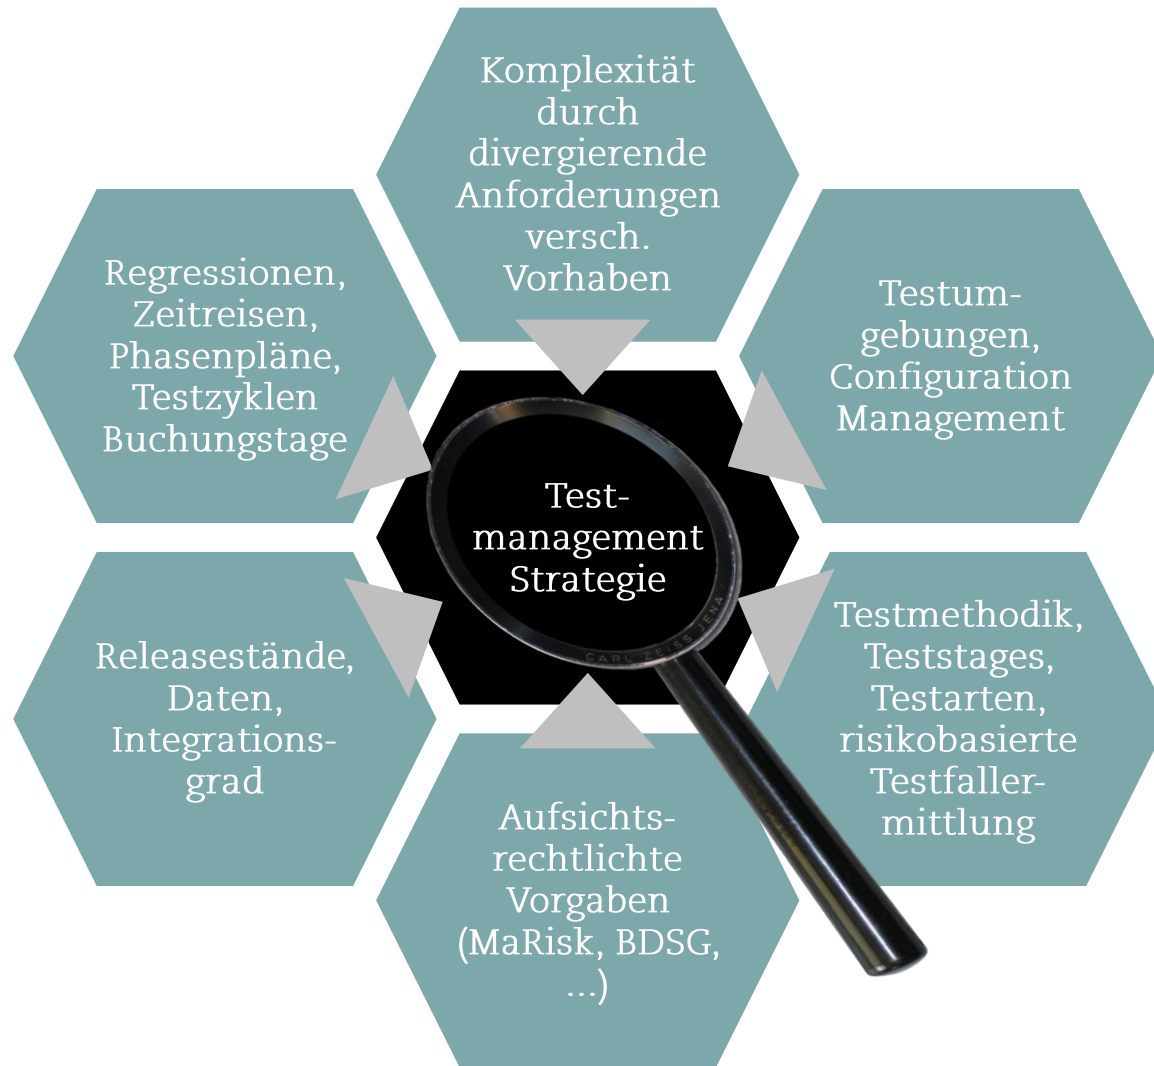 Komplexität
durch
divergierende
Anforderungen
versch.
Vorhaben
Regressionen,
Zeitreisen,
Phasenpläne,
Testzyklen
Buchungstage
Testum-
gebungen,
Configuration
Management
Test-
management
Strategie
CARL ZEISS JENA
Releasestände,
Daten,
Integrations-
grad
Testmethodik,
Teststages,
Testarten,
risikobasierte
Testfaller-
mittlung
Aufsichts-
rechtlichte
Vorgaben
(MaRisk, BDSG,
...)